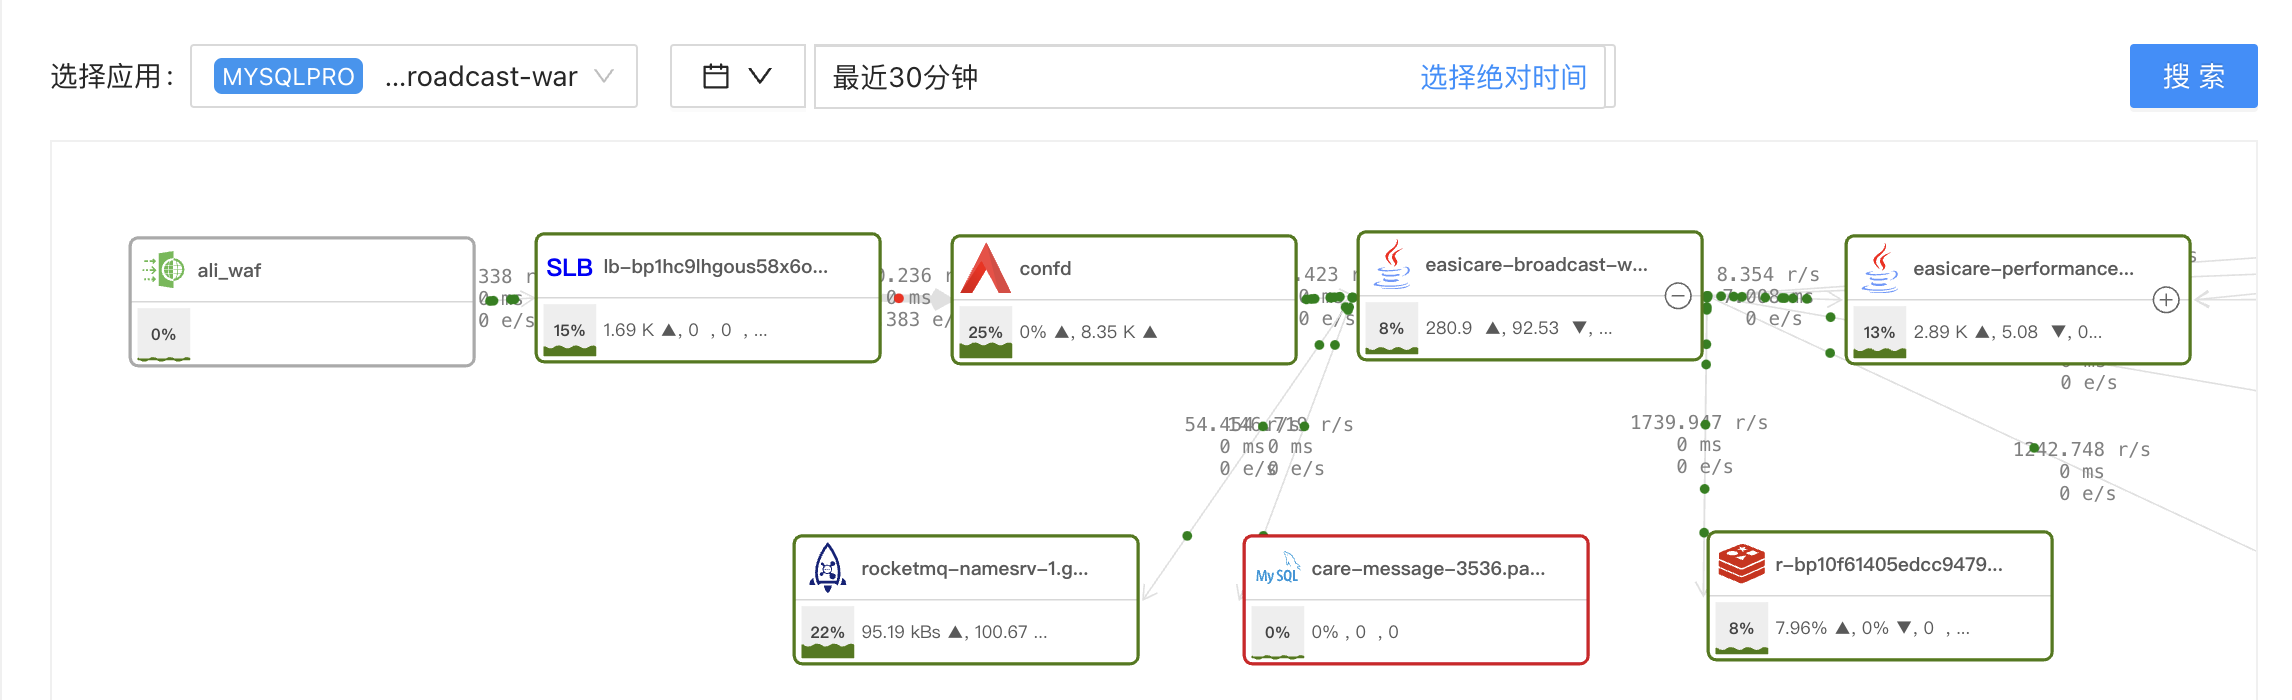 选择应用： MYSQLPRO ...roadcast-war 最近30分钟 选择绝对时间 搜 索
ali_waf
0%
338 r
0 ms
0 e/s
SLB lb-bp1hc9lhgous58x6o...
15% 1.69 K ▲, 0 , 0 , ...
0.236 r
0 ms
383 e/
confd
25% 0% ▲, 8.35 K ▲
.423 r
0 ms
0 e/s
easicare-broadcast-w...
8% 280.9 ▲, 92.53 ▼, ...
8.354 r/s
7.008 ms
0 e/s
easicare-performance...
13% 2.89 K ▲, 5.08 ▼, 0...
0 e/s
54.454 r/s
146.719 r/s
0 ms
0 ms
0 e/s
0 e/s
1739.947 r/s
0 ms
0 e/s
1242.748 r/s
0 ms
0 e/s
rocketmq-namesrv-1.g...
22% 95.19 kBs ▲, 100.67 ...
MySQL care-message-3536.pa...
0% 0% , 0 , 0
r-bp10f61405edcc9479...
8% 7.96% ▲, 0% ▼, 0 , ...